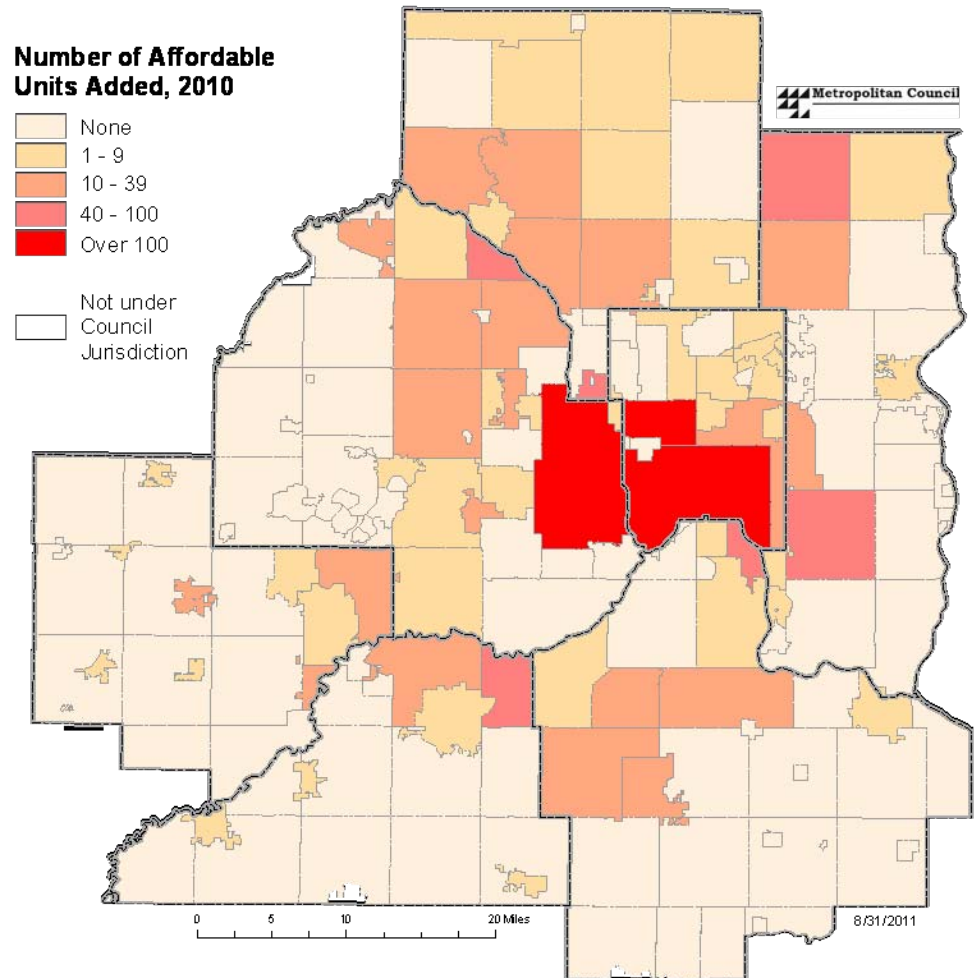 Number of Affordable
Units Added, 2010
None
1 - 9
10 - 39
40 - 100
Over 100
Not under
Council
Jurisdiction
Metropolitan Council
0 5 10 20 Miles
8/31/2011